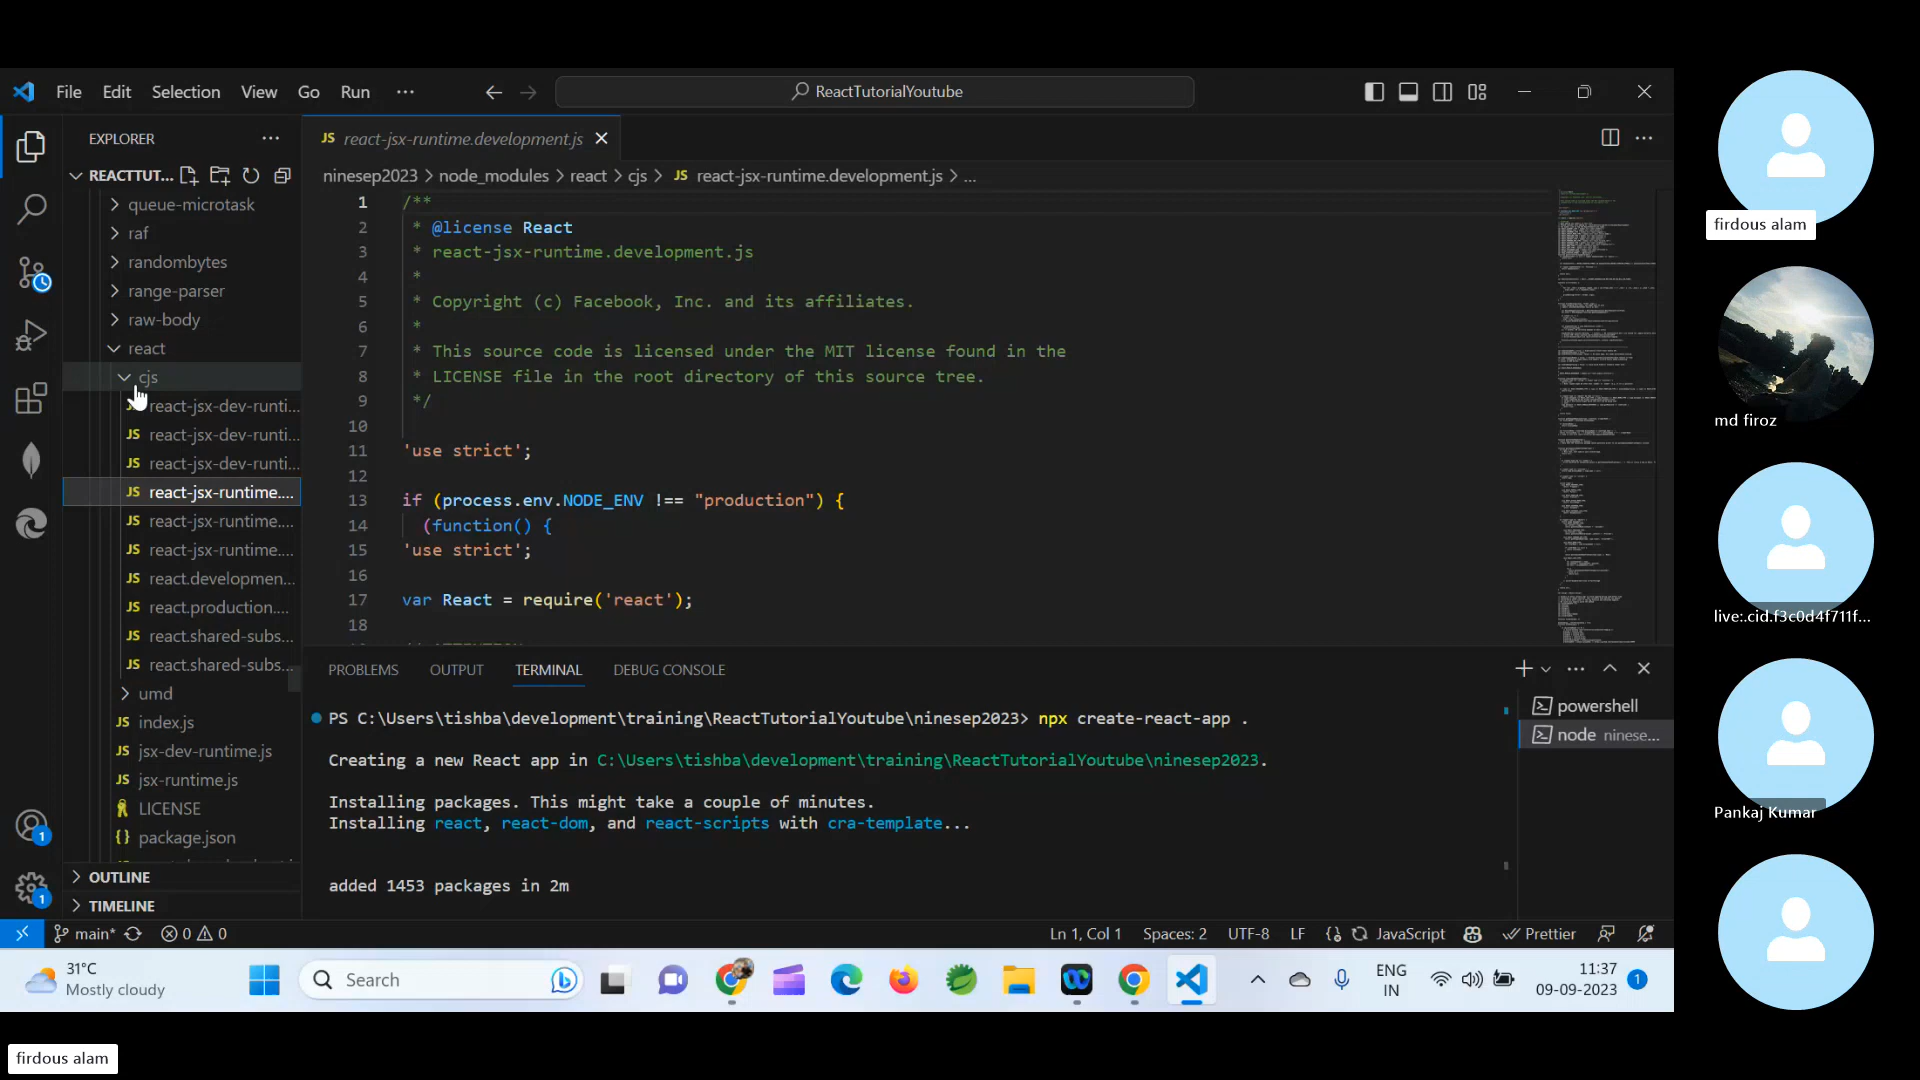 File Edit Selection View Go Run ···
ReactTutorialYoutube
EXPLORER
REACTTUT...
queue-microtask
raf
randombytes
range-parser
raw-body
react
cjs
react-jsx-dev-runti...
react-jsx-dev-runti...
react-jsx-dev-runti...
react-jsx-runtime....
react-jsx-runtime....
react-jsx-runtime....
react.developmen...
react.production....
react.shared-subs...
react.shared-subs...
umd
index.js
jsx-dev-runtime.js
jsx-runtime.js
LICENSE
package.json
OUTLINE
TIMELINE
JS react-jsx-runtime.development.js
ninesep2023 > node_modules > react > cjs > JS react-jsx-runtime.development.js > ...
1 /**
2 * @license React
3 * react-jsx-runtime.development.js
4 *
5 * Copyright (c) Facebook, Inc. and its affiliates.
6 *
7 * This source code is licensed under the MIT license found in the
8 * LICENSE file in the root directory of this source tree.
9 */
10
11 'use strict';
12
13 if (process.env.NODE_ENV !== "production") {
14 (function() {
15 'use strict';
16
17 var React = require('react');
18
PROBLEMS OUTPUT TERMINAL DEBUG CONSOLE
PS C:\Users\tishba\development\training\ReactTutorialYoutube\ninesep2023> npx create-react-app .
Creating a new React app in C:\Users\tishba\development\training\ReactTutorialYoutube\ninesep2023.
Installing packages. This might take a couple of minutes.
Installing react, react-dom, and react-scripts with cra-template...
added 1453 packages in 2m
powershell
node ninese...
main* 0 0 Ln 1, Col 1 Spaces: 2 UTF-8 LF {} JavaScript Prettier
31°C
Mostly cloudy
Search
ENG
IN
11:37
09-09-2023
1
firdous alam
md firoz
live:.cid.f3c0d4f711f...
Pankaj Kumar
firdous alam